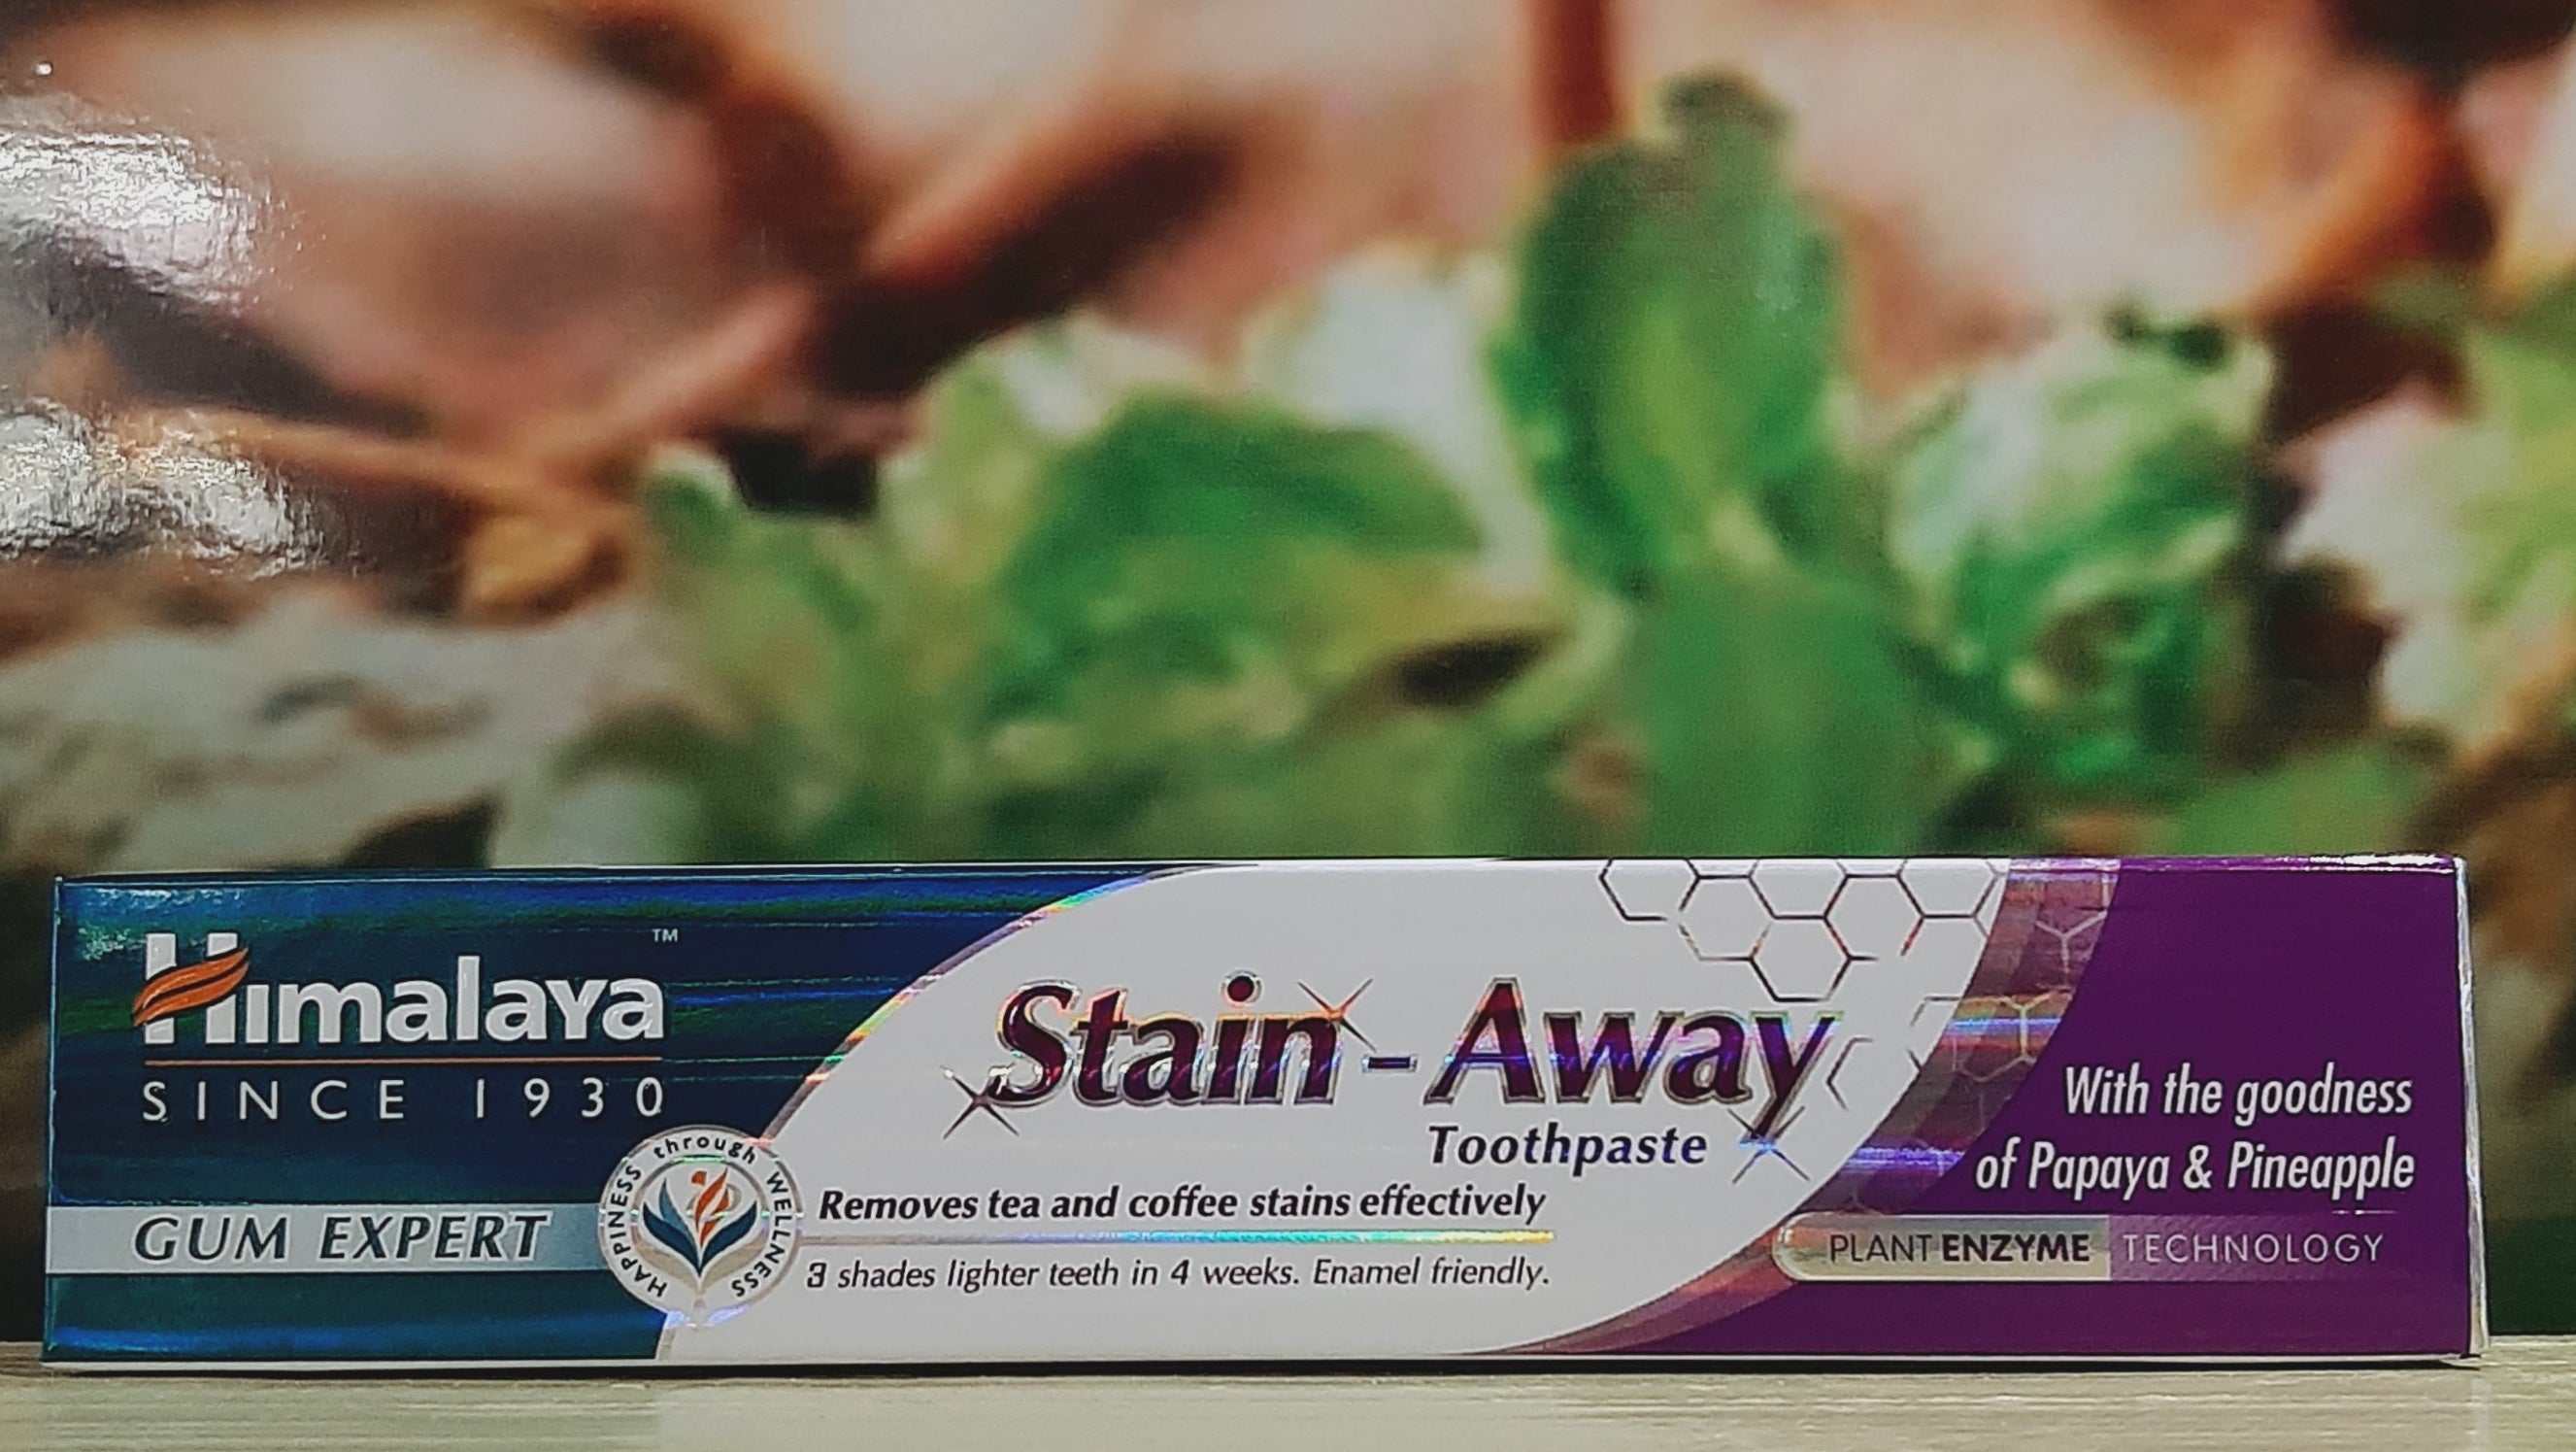 Himalaya™
SINCE 1930
GUM EXPERT
HAPPINESS through WELLNESS
Stain-Away
Toothpaste
Removes tea and coffee stains effectively
3 shades lighter teeth in 4 weeks. Enamel friendly.
With the goodness
of Papaya & Pineapple
PLANT ENZYME TECHNOLOGY